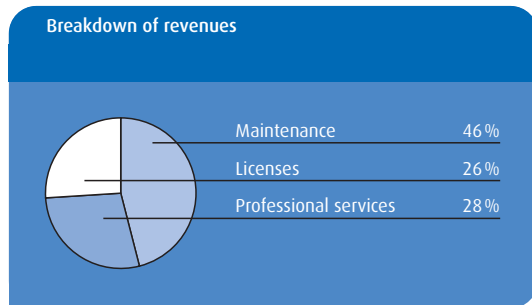 Breakdown of revenues
Maintenance 46 %
Licenses 26 %
Professional services 28 %